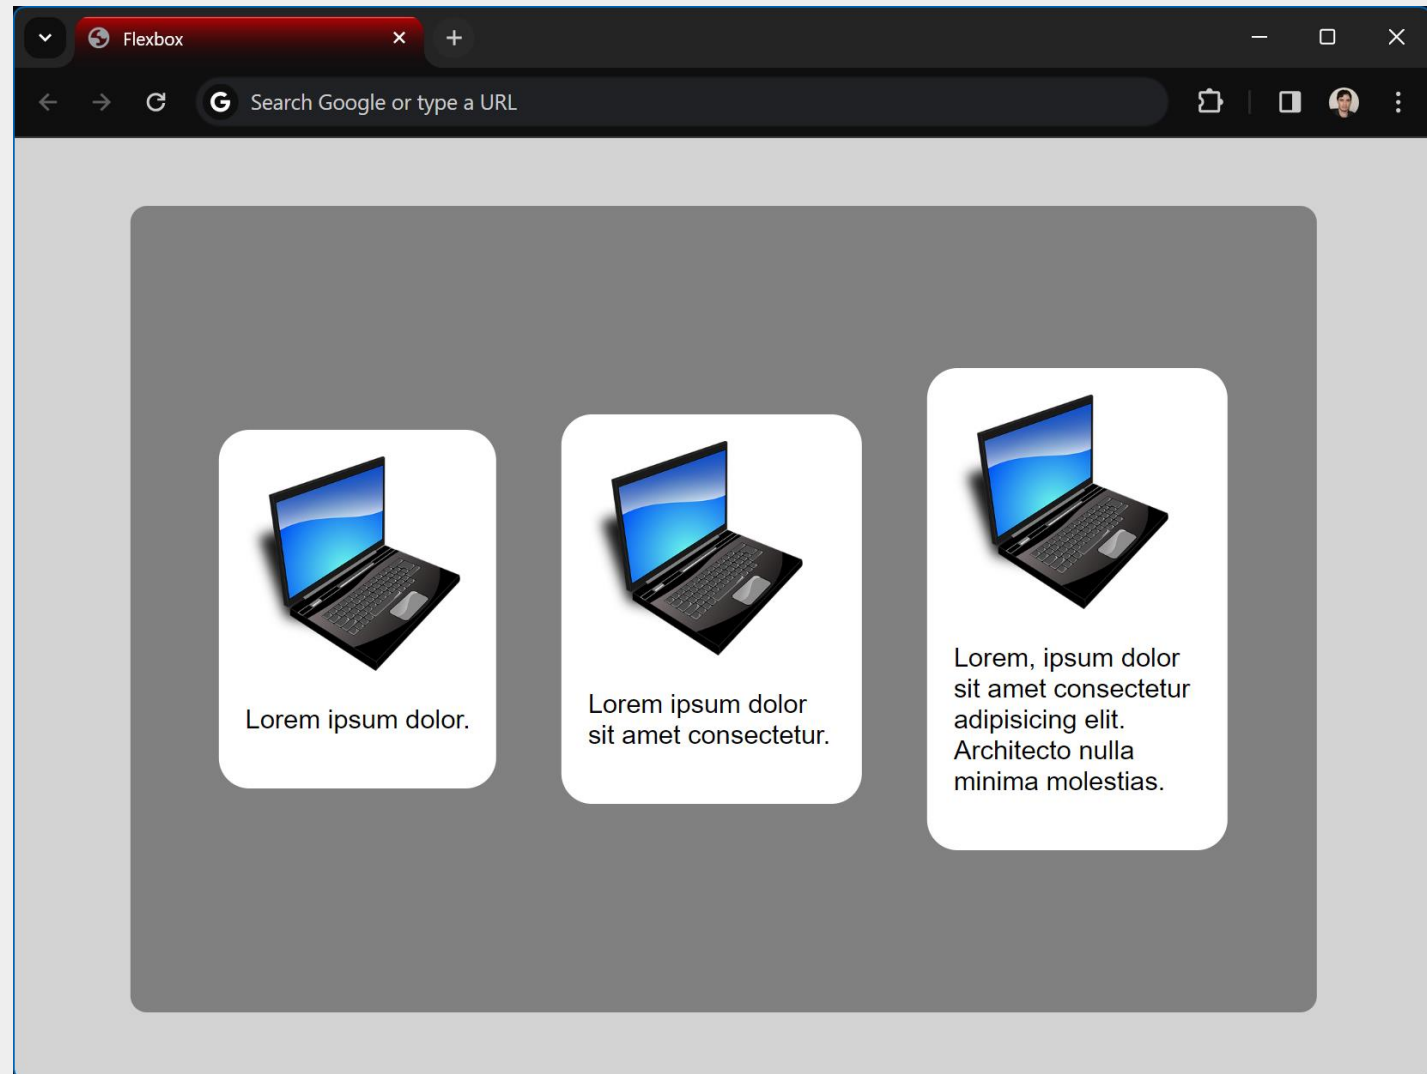 Flexbox
Search Google or type a URL
Lorem ipsum dolor.
Lorem ipsum dolor
sit amet consectetur.
Lorem, ipsum dolor
sit amet consectetur
adipisicing elit.
Architecto nulla
minima molestias.